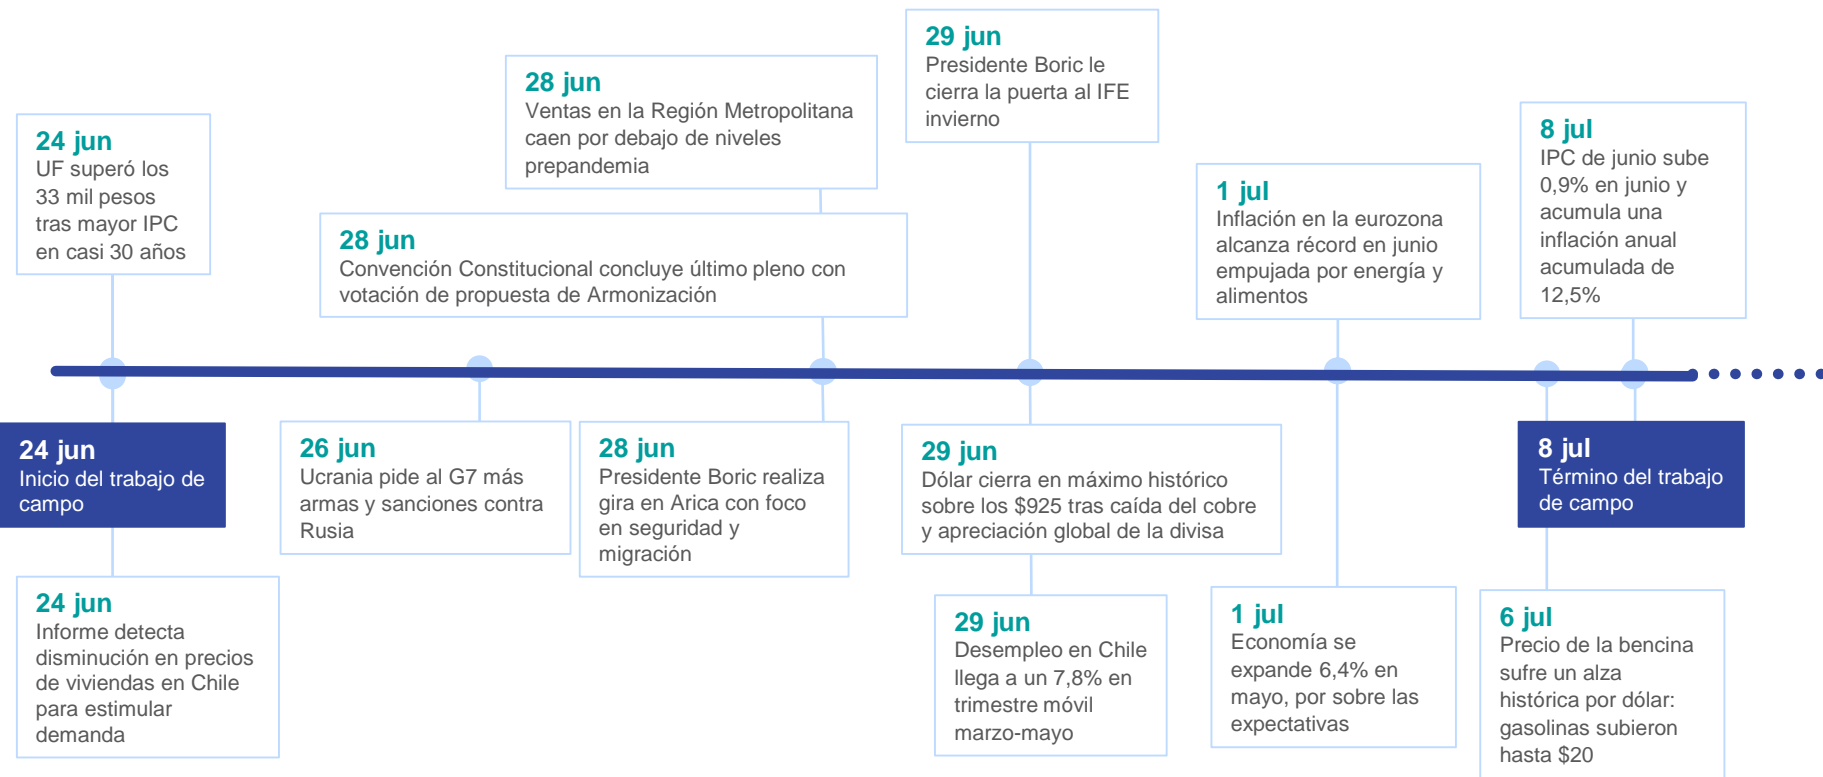 24 jun
UF superó los
33 mil pesos
tras mayor IPC
en casi 30 años
28 jun
Ventas en la Región Metropolitana
caen por debajo de niveles
prepandemia
28 jun
Convención Constitucional concluye último pleno con
votación de propuesta de Armonización
29 jun
Presidente Boric le
cierra la puerta al IFE
invierno
1 jul
Inflación en la eurozona
alcanza récord en junio
empujada por energía y
alimentos
8 jul
IPC de junio sube
0,9% en junio y
acumula una
inflación anual
acumulada de
12,5%
24 jun
Inicio del trabajo de
campo
24 jun
Informe detecta
disminución en precios
de viviendas en Chile
para estimular
demanda
26 jun
Ucrania pide al G7 más
armas y sanciones contra
Rusia
28 jun
Presidente Boric realiza
gira en Arica con foco
en seguridad y
migración
29 jun
Dólar cierra en máximo histórico
sobre los $925 tras caída del cobre
y apreciación global de la divisa
29 jun
Desempleo en Chile
llega a un 7,8% en
trimestre móvil
marzo-mayo
1 jul
Economía se
expande 6,4% en
mayo, por sobre las
expectativas
8 jul
Término del trabajo
de campo
6 jul
Precio de la bencina
sufre un alza
histórica por dólar:
gasolinas subieron
hasta $20